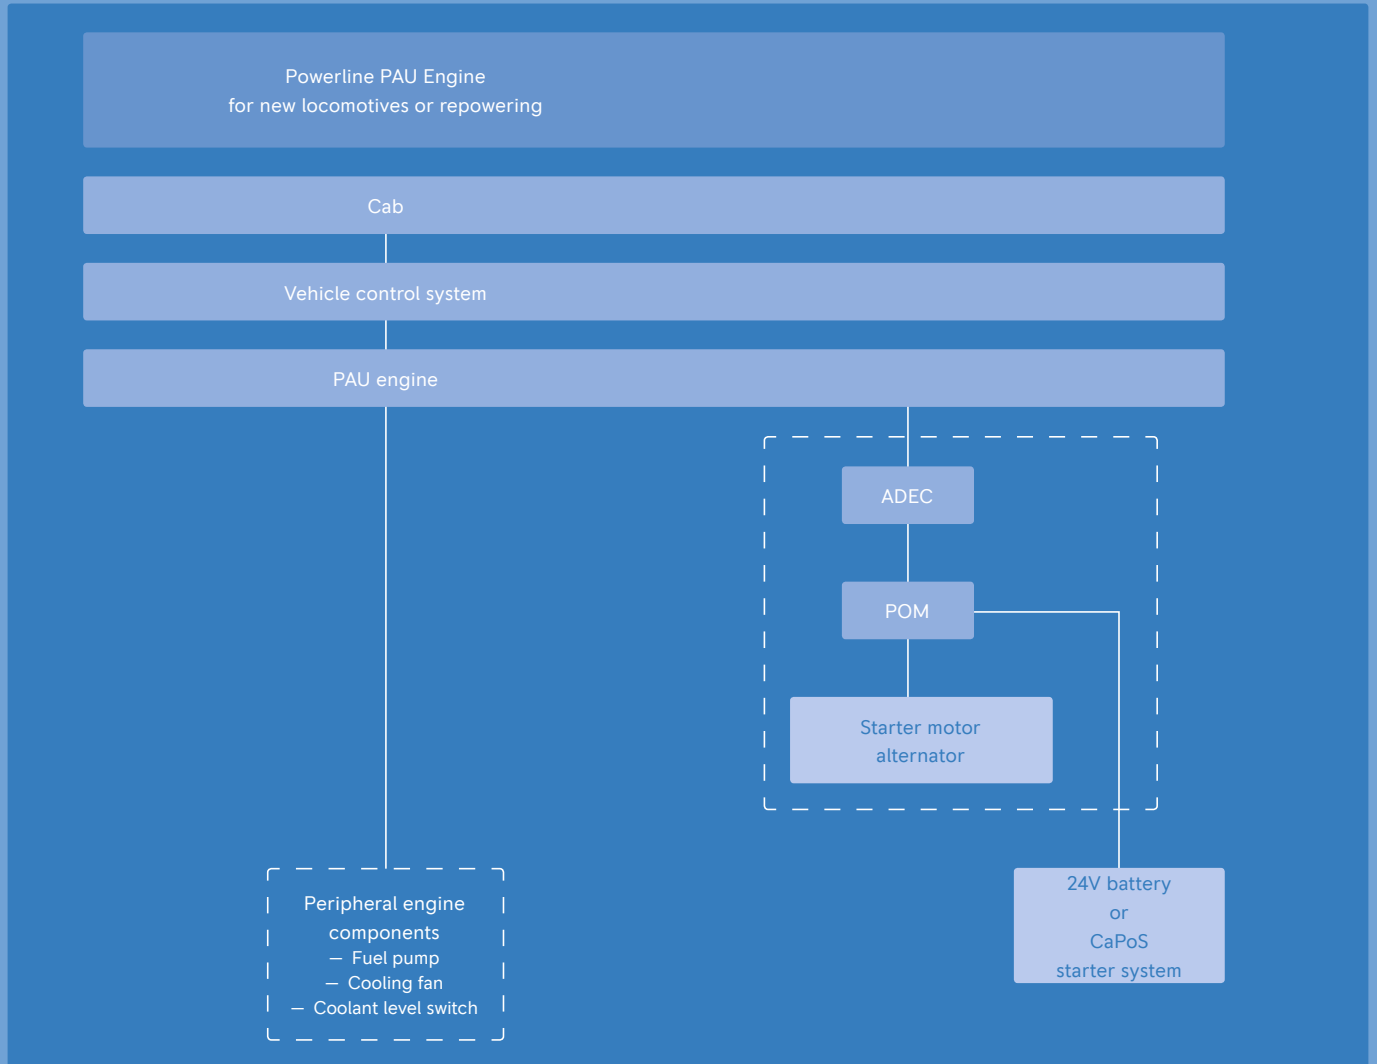 Powerline PAU Engine
for new locomotives or repowering
Cab
Vehicle control system
PAU engine
ADEC
POM
Starter motor
alternator
Peripheral engine
components
— Fuel pump
— Cooling fan
— Coolant level switch
24V battery
or
CaPoS
starter system